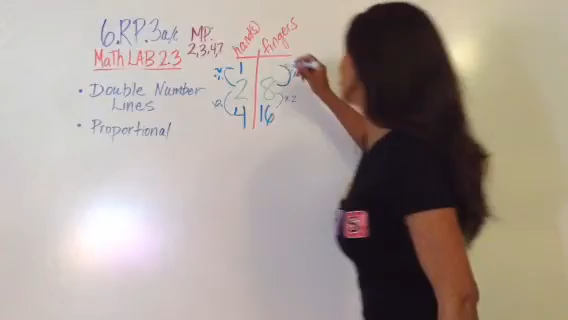 6.RP.3a/c
MP.
2,3,4,7
Math LAB 2.3
• Double Number
Lines
• Proportional
hands fingers
1
2 8
4 16
x2
S